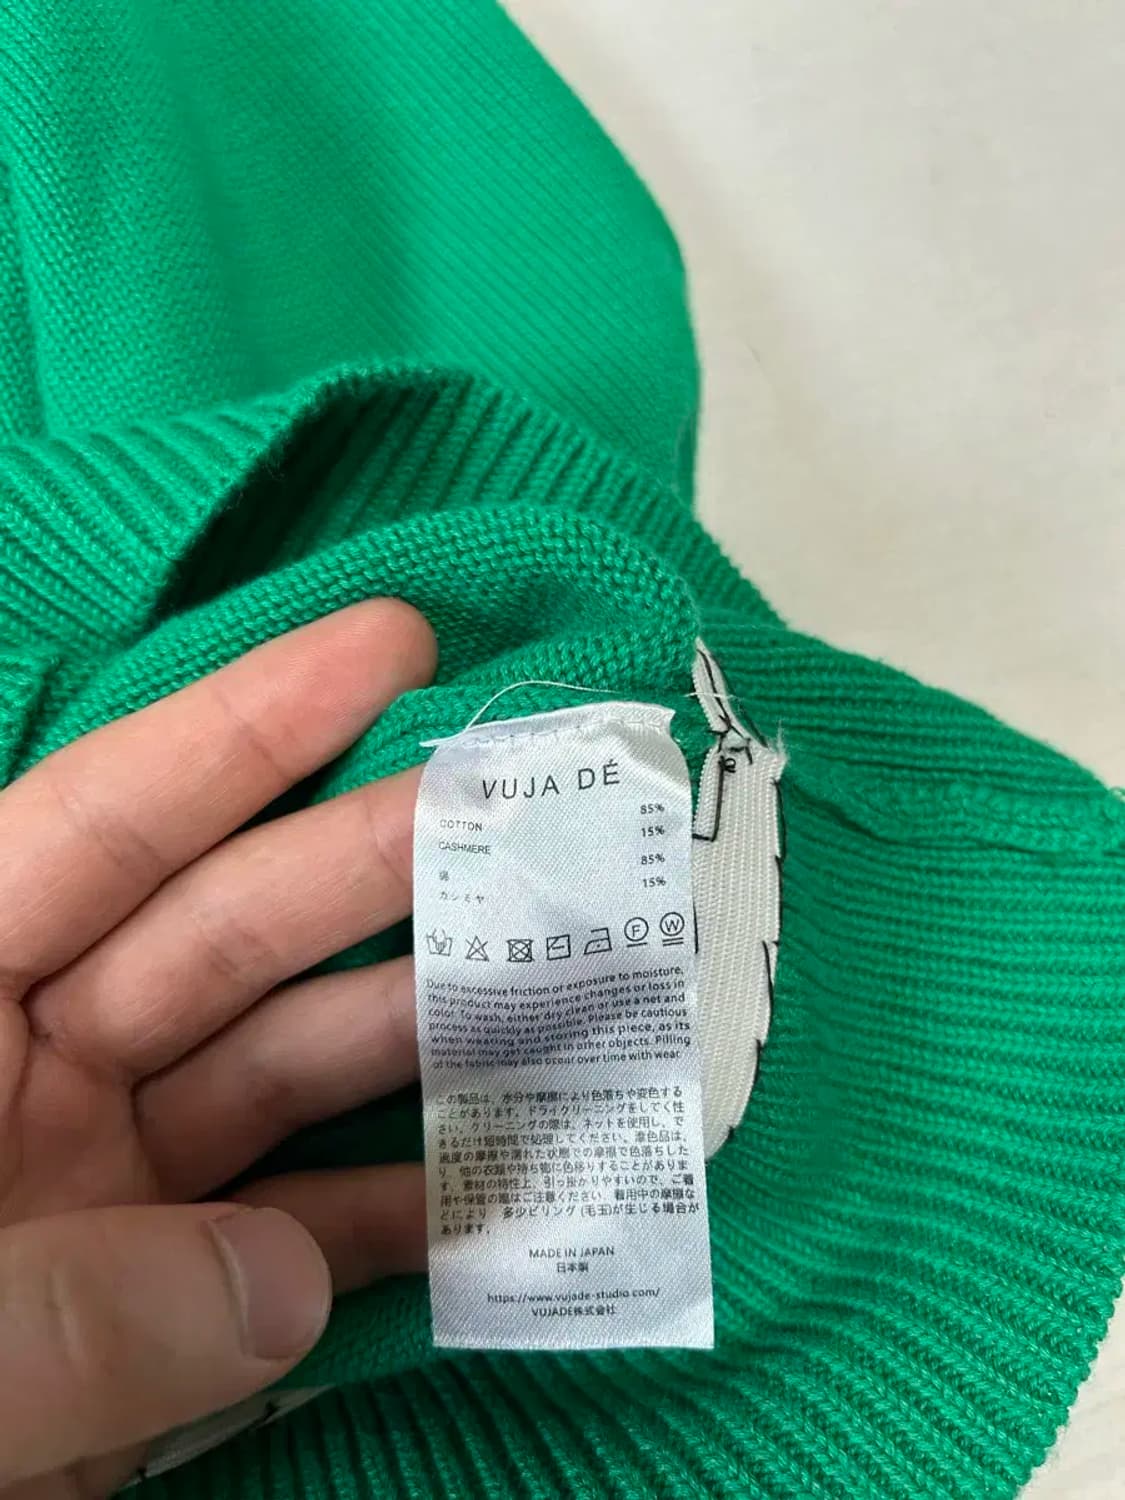 VUJA DÉ
COTTON 85%
CASHMERE 15%
綿 85%
カシミヤ 15%
F W
Due to excessive friction or exposure to moisture,
this product may experience changes or loss in
color. To wash, either dry clean or use a net and
process as quickly as possible. Please be cautious
when wearing and storing this piece, as its
material may get caught in other objects. Pilling
of the fabric may also occur over time with wear.
この製品は、水分や摩擦により色落ちや変色する
ことがあります。ドライクリーニングをしてく性
さい。クリーニングの際は、ネットを使用し、で
きるだけ短時間で処理してください。濃色品は、
過度の摩擦や濡れた状態での摩擦で色落ちした
り、他の衣類や持ち物に色移りすることがありま
す。素材の特性上、引っ掛かりやすいので、ご着
用や保管の際はご注意ください。着用中の摩擦な
どにより 多少ピリング(毛玉)が生じる場合が
あります。
MADE IN JAPAN
日本製
https://www.vujade-studio.com/
VUJADE株式会社